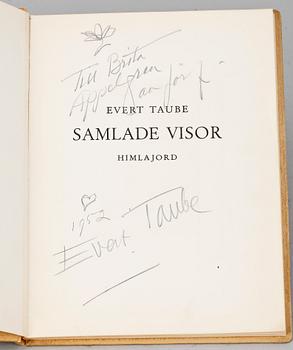 Till Brita
Appelgren
EVERT TAUBE
SAMLADE VISOR
HIMLAJORD
1952
Evert Taube